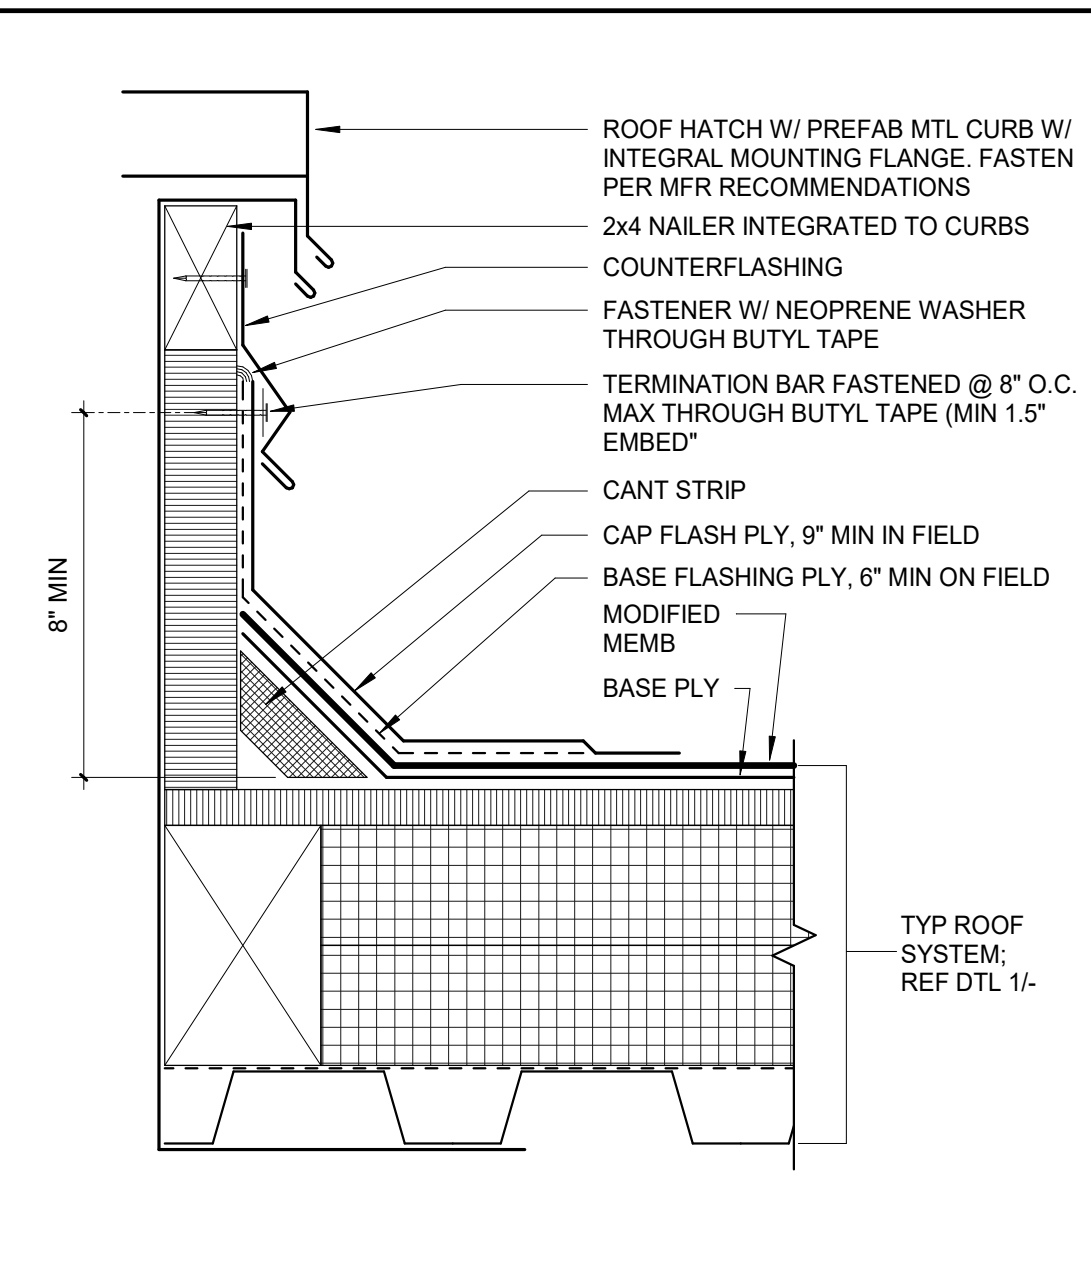 ROOF HATCH W/ PREFAB MTL CURB W/
INTEGRAL MOUNTING FLANGE. FASTEN
PER MFR RECOMMENDATIONS
2x4 NAILER INTEGRATED TO CURBS
COUNTERFLASHING
FASTENER W/ NEOPRENE WASHER
THROUGH BUTYL TAPE
TERMINATION BAR FASTENED @ 8" O.C.
MAX THROUGH BUTYL TAPE (MIN 1.5"
EMBED"
CANT STRIP
CAP FLASH PLY, 9" MIN IN FIELD
BASE FLASHING PLY, 6" MIN ON FIELD
MODIFIED
MEMB
BASE PLY
8" MIN
TYP ROOF
SYSTEM;
REF DTL 1/-